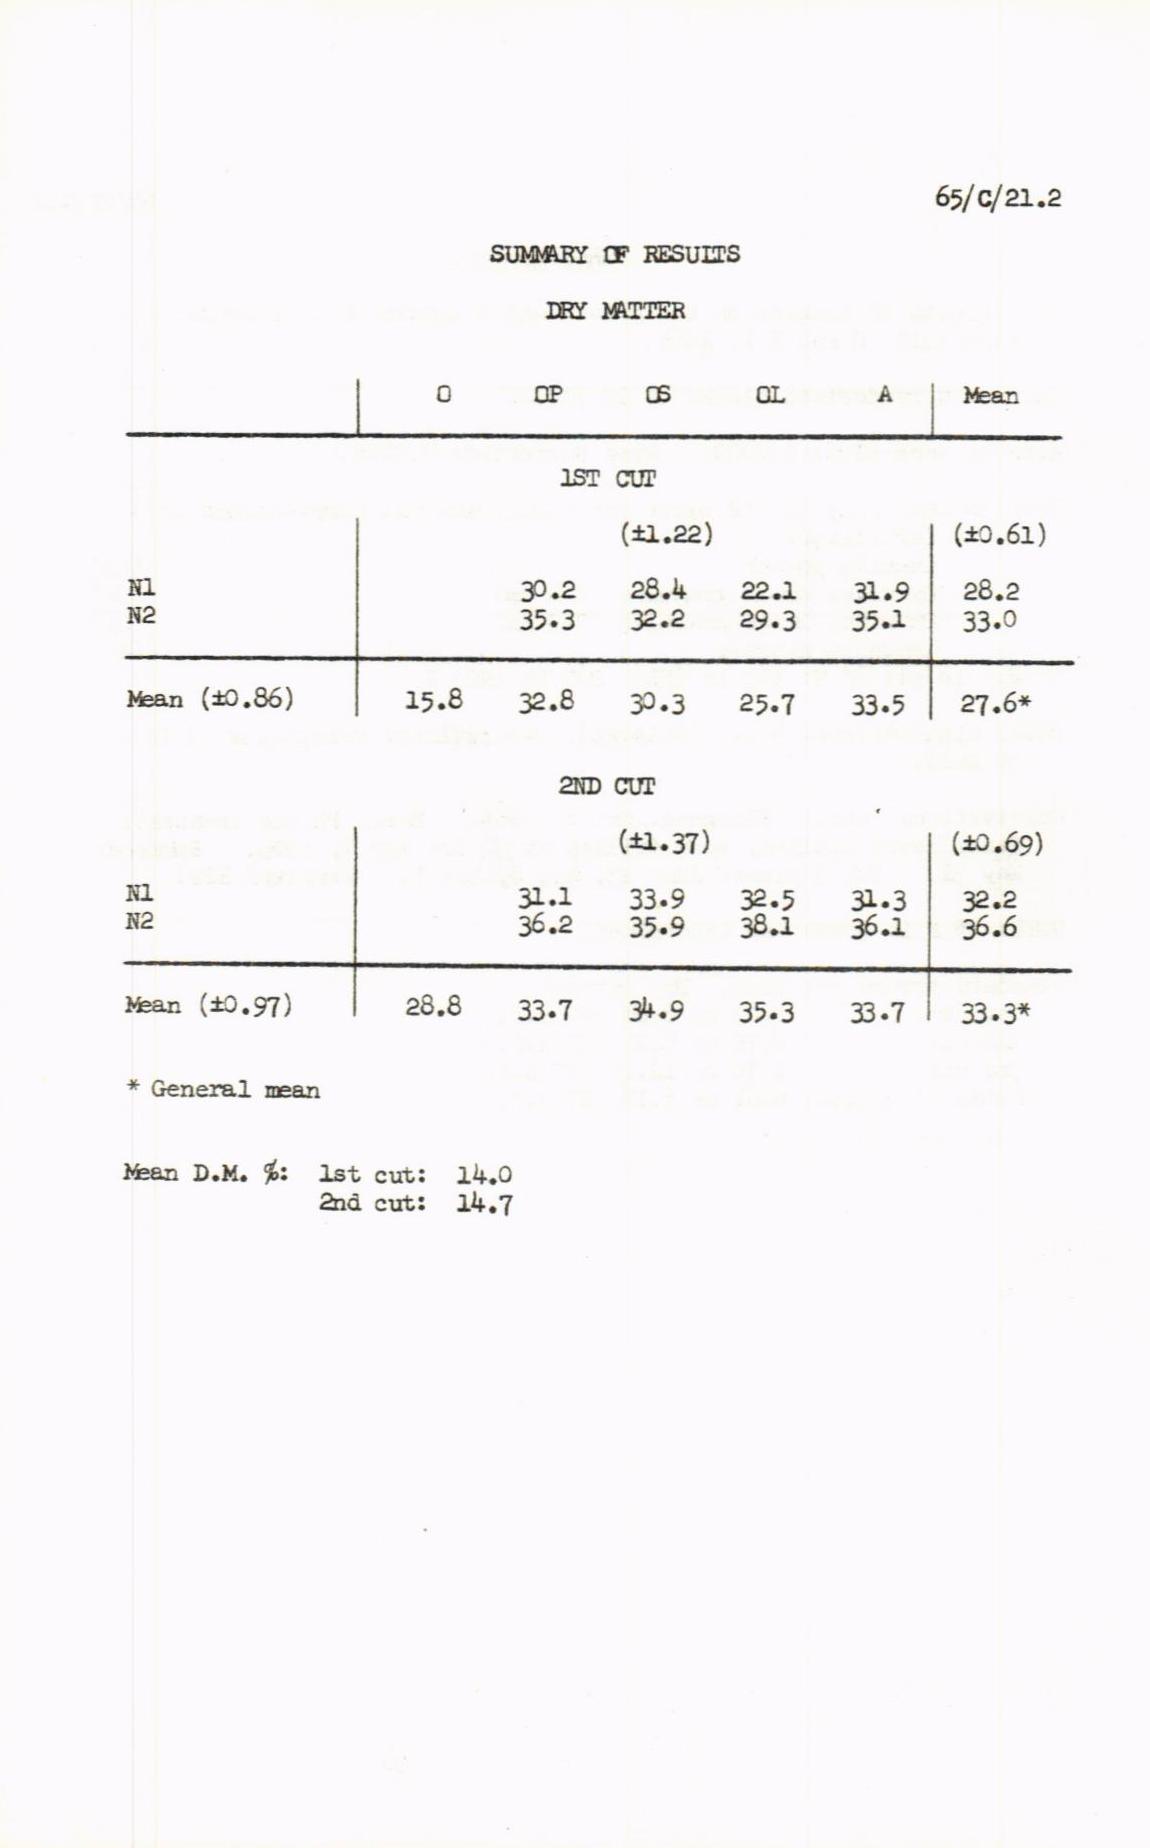 65/C/21.2
SUMMARY OF RESULTS
DRY MATTER
O OP OS OL A Mean
1ST CUT
(±1.22) (±0.61)
N1 30.2 28.4 22.1 31.9 28.2
N2 35.3 32.2 29.3 35.1 33.0
Mean (±0.86) 15.8 32.8 30.3 25.7 33.5 27.6*
2ND CUT
(±1.37) (±0.69)
N1 31.1 33.9 32.5 31.3 32.2
N2 36.2 35.9 38.1 36.1 36.6
Mean (±0.97) 28.8 33.7 34.9 35.3 33.7 33.3*
* General mean
Mean D.M. %: 1st cut: 14.0
2nd cut: 14.7